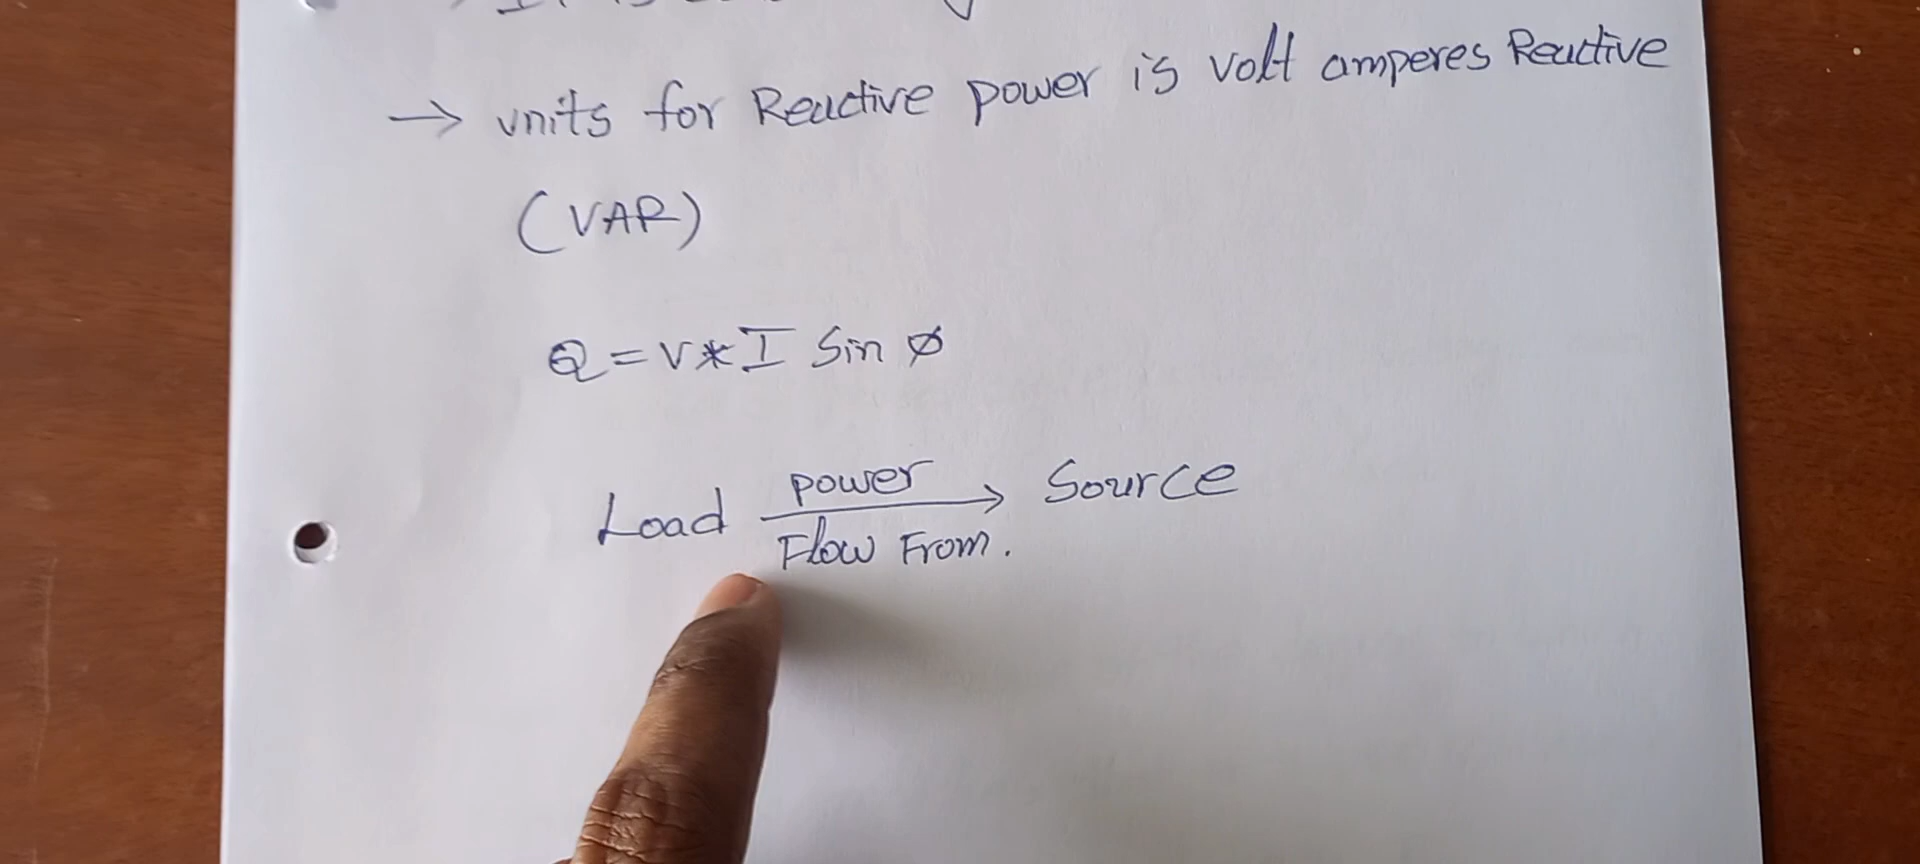 → units for Reactive power is volt amperes Reactive
(VAR)
Q = V * I Sin ø
Load power → Source
Flow From.